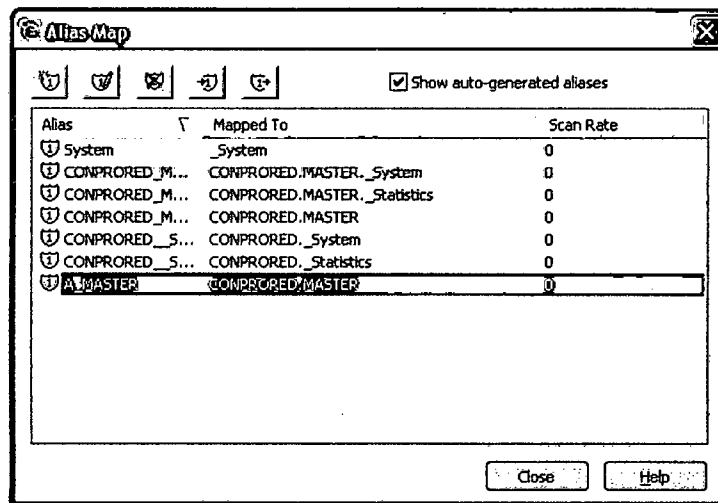 Alias Map
Show auto-generated aliases
Alias Mapped To Scan Rate
System _System 0
CONPRORED_M... CONPRORED.MASTER._System 0
CONPRORED_M... CONPRORED.MASTER._Statistics 0
CONPRORED_M... CONPRORED.MASTER 0
CONPRORED__S... CONPRORED._System 0
CONPRORED__S... CONPRORED._Statistics 0
MASTER CONPRORED.MASTER 0
Close Help